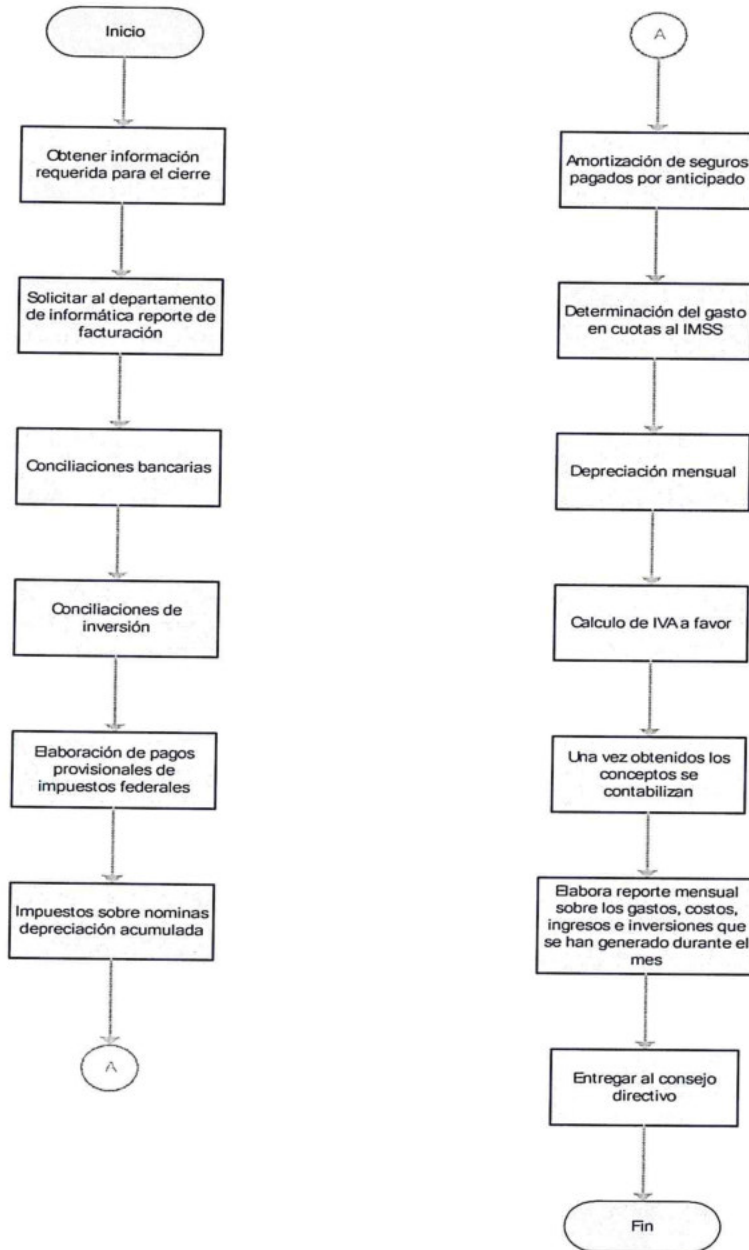 Inicio
Obtener información
requerida para el cierre
Solicitar al departamento
de informática reporte de
facturación
Conciliaciones bancarias
Conciliaciones de
inversión
Elaboración de pagos
provisionales de
impuestos federales
Impuestos sobre nominas
depreciación acumulada
A
A
Amortización de seguros
pagados por anticipado
Determinación del gasto
en cuotas al IMSS
Depreciación mensual
Calculo de IVA a favor
Una vez obtenidos los
conceptos se
contabilizan
Elabora reporte mensual
sobre los gastos, costos,
ingresos e inversiones que
se han generado durante el
mes
Entregar al consejo
directivo
Fin